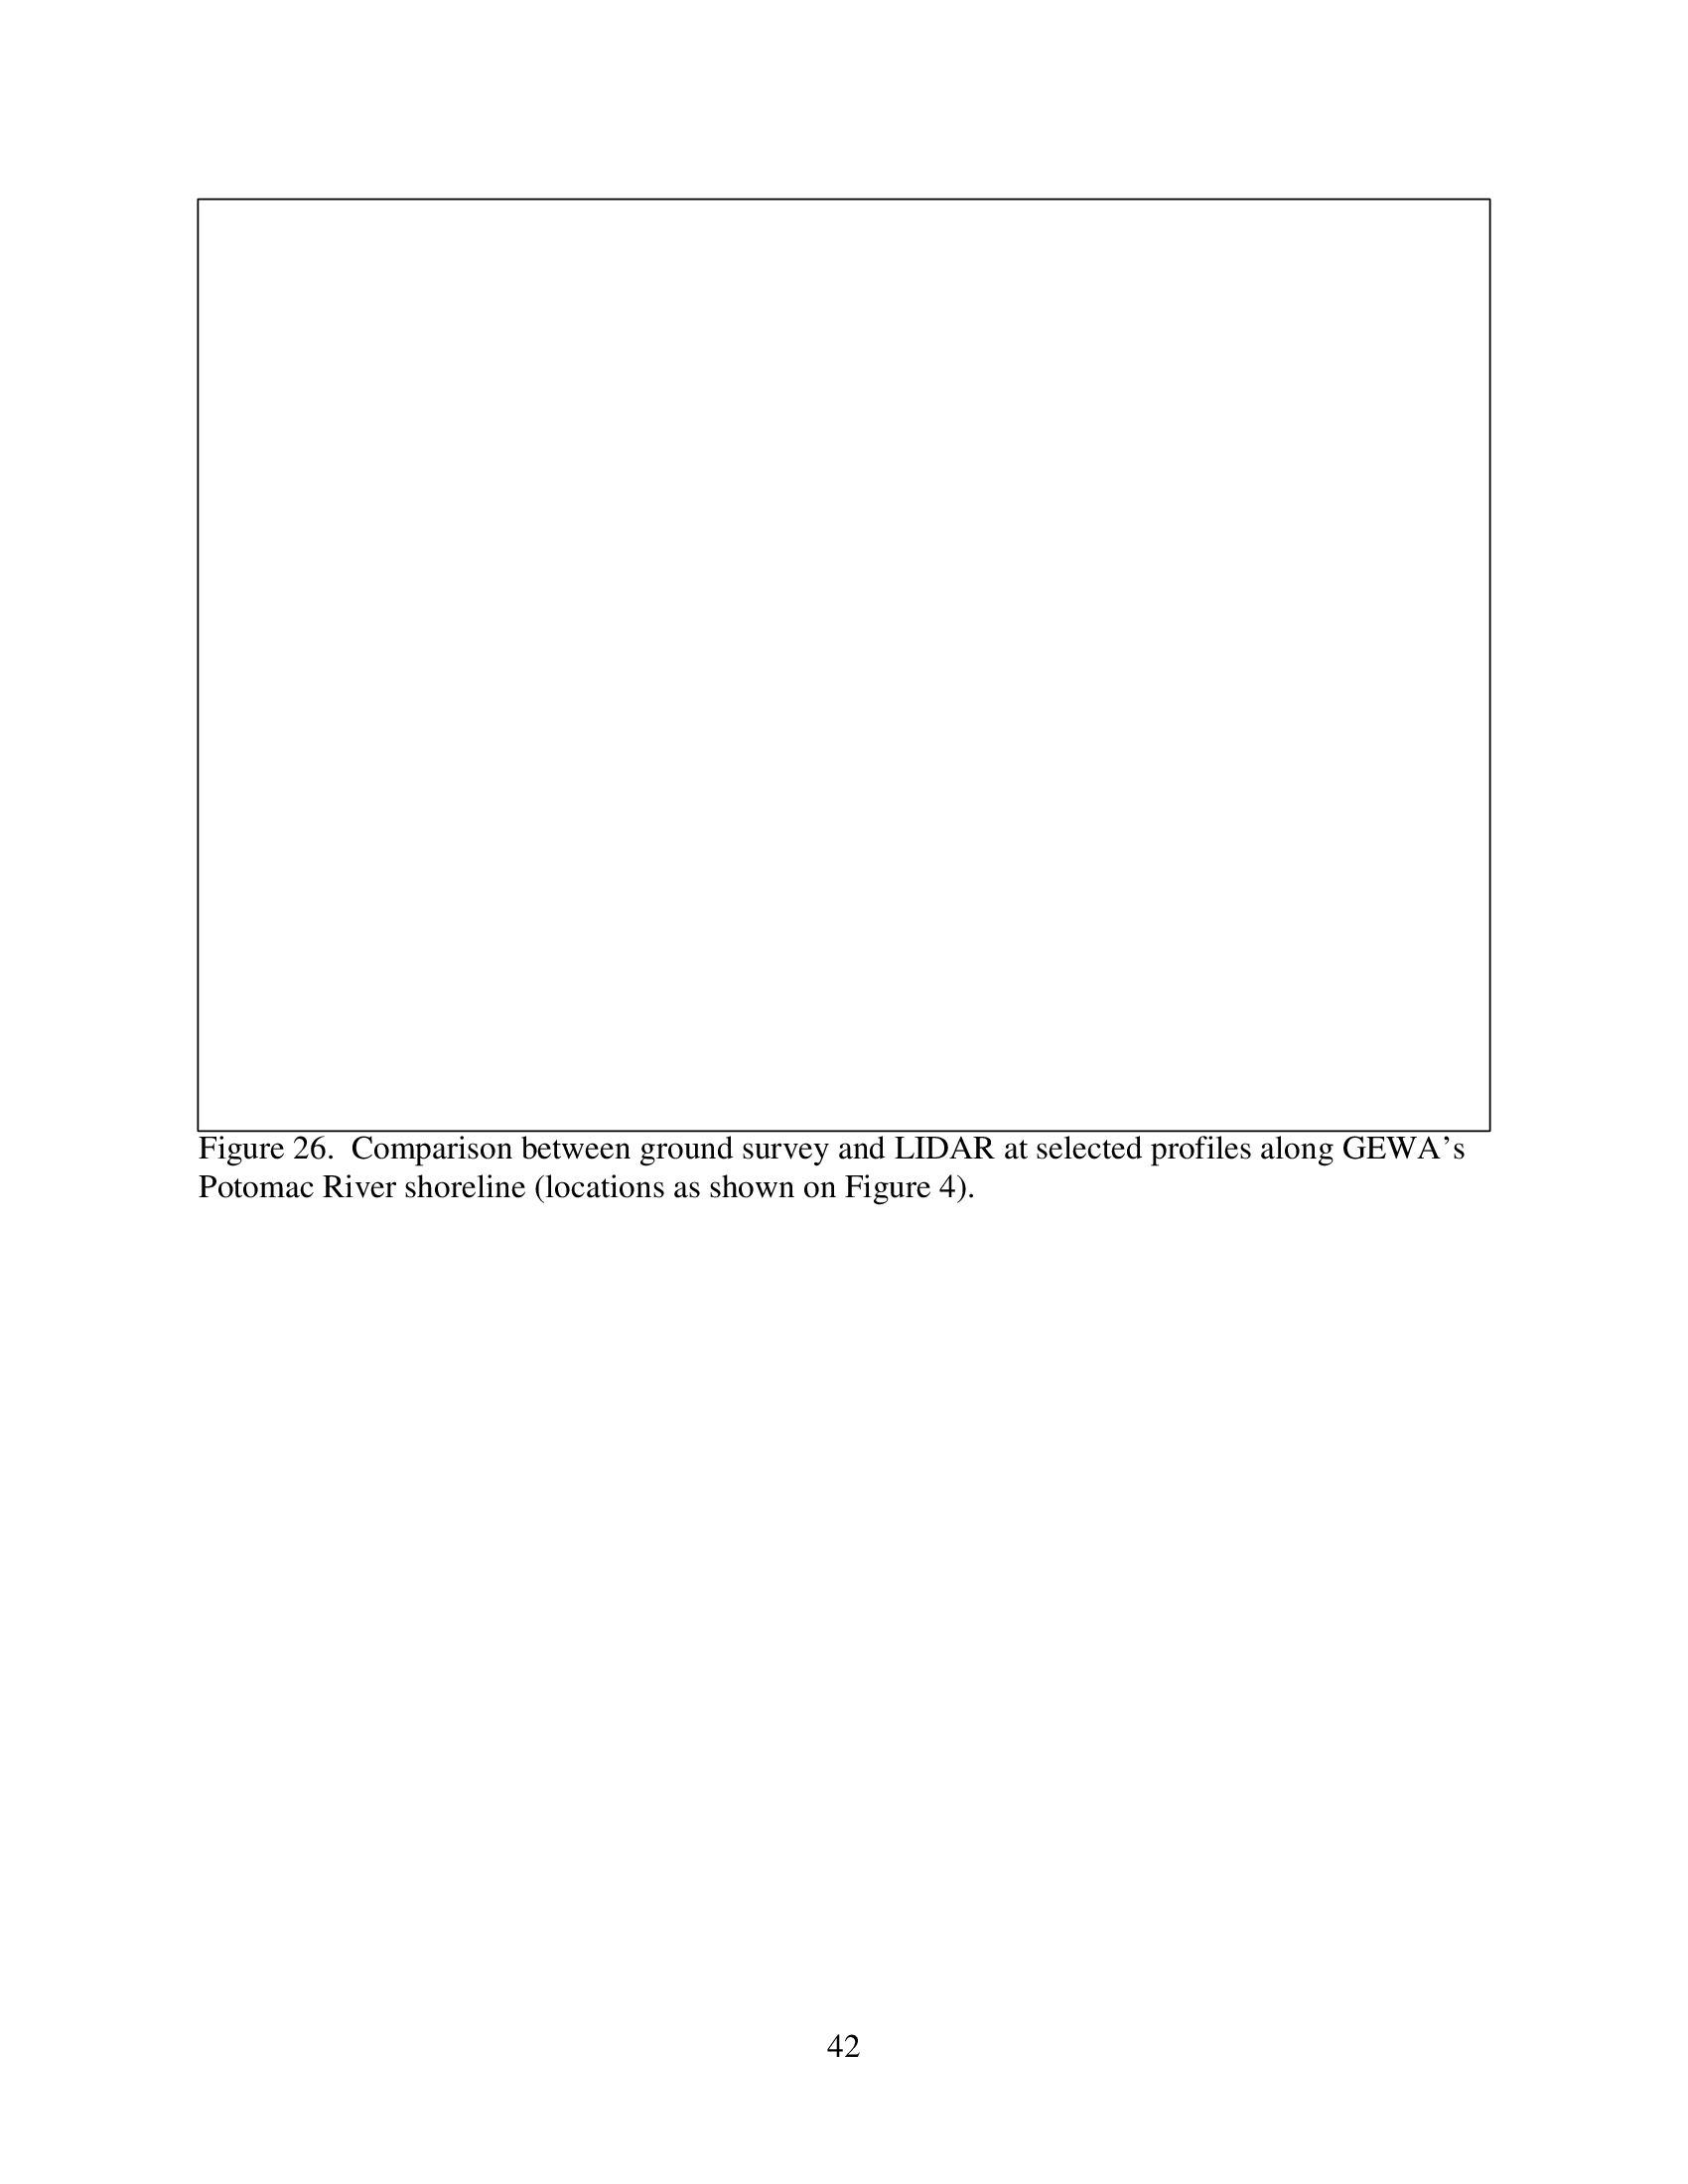 Figure 26.  Comparison between ground survey and LIDAR at selected profiles along GEWA’s
Potomac River shoreline (locations as shown on Figure 4).
42